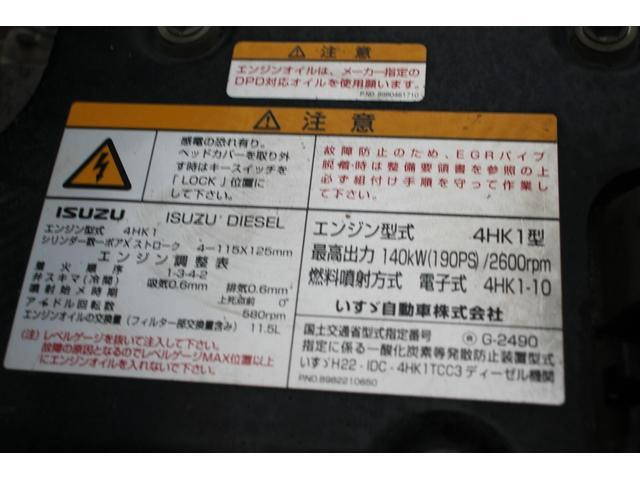 ⚠ 注意
エンジンオイルは、メーカー指定の
DPD対応オイルを使用願います。
P.NO.8980461710
⚠ 注意
感電の恐れ有り。
ヘッドカバーを取り外
す時はキースイッチを
「LOCK」位置に
して下さい。
故障防止のため、EGRパイプ
脱着時は整備要領書を参照の上
必ず組付け手順を守って作業し
て下さい。
ISUZU ISUZU DIESEL
エンジン型式 4HK1
シリンダー数ーボアXストローク 4-115X125mm
エンジン調整表
着火順序 1-3-4-2
弁スキマ(冷間) 吸気0.6mm 排気0.6mm
噴射始メ時期 上死点前 0°
アイドル回転数 580rpm
エンジンオイルの交換量(フィルター部交換量含み) 11.5L
(注)レベルゲージを抜いて注入して下さい。
故障の原因となるのでレベルゲージMAX位置以上
にエンジンオイルを入れないで下さい。
エンジン型式 4HK1型
最高出力 140kW(190PS)/2600rpm
燃料噴射方式 電子式 4HK1-10
いすゞ自動車株式会社
国土交通省型式指定番号 G-2490
指定に係る一酸化炭素等発散防止装置型式
いすゞH22-IDC-4HK1TCC3ディーゼル機関
P.NO.8982210650